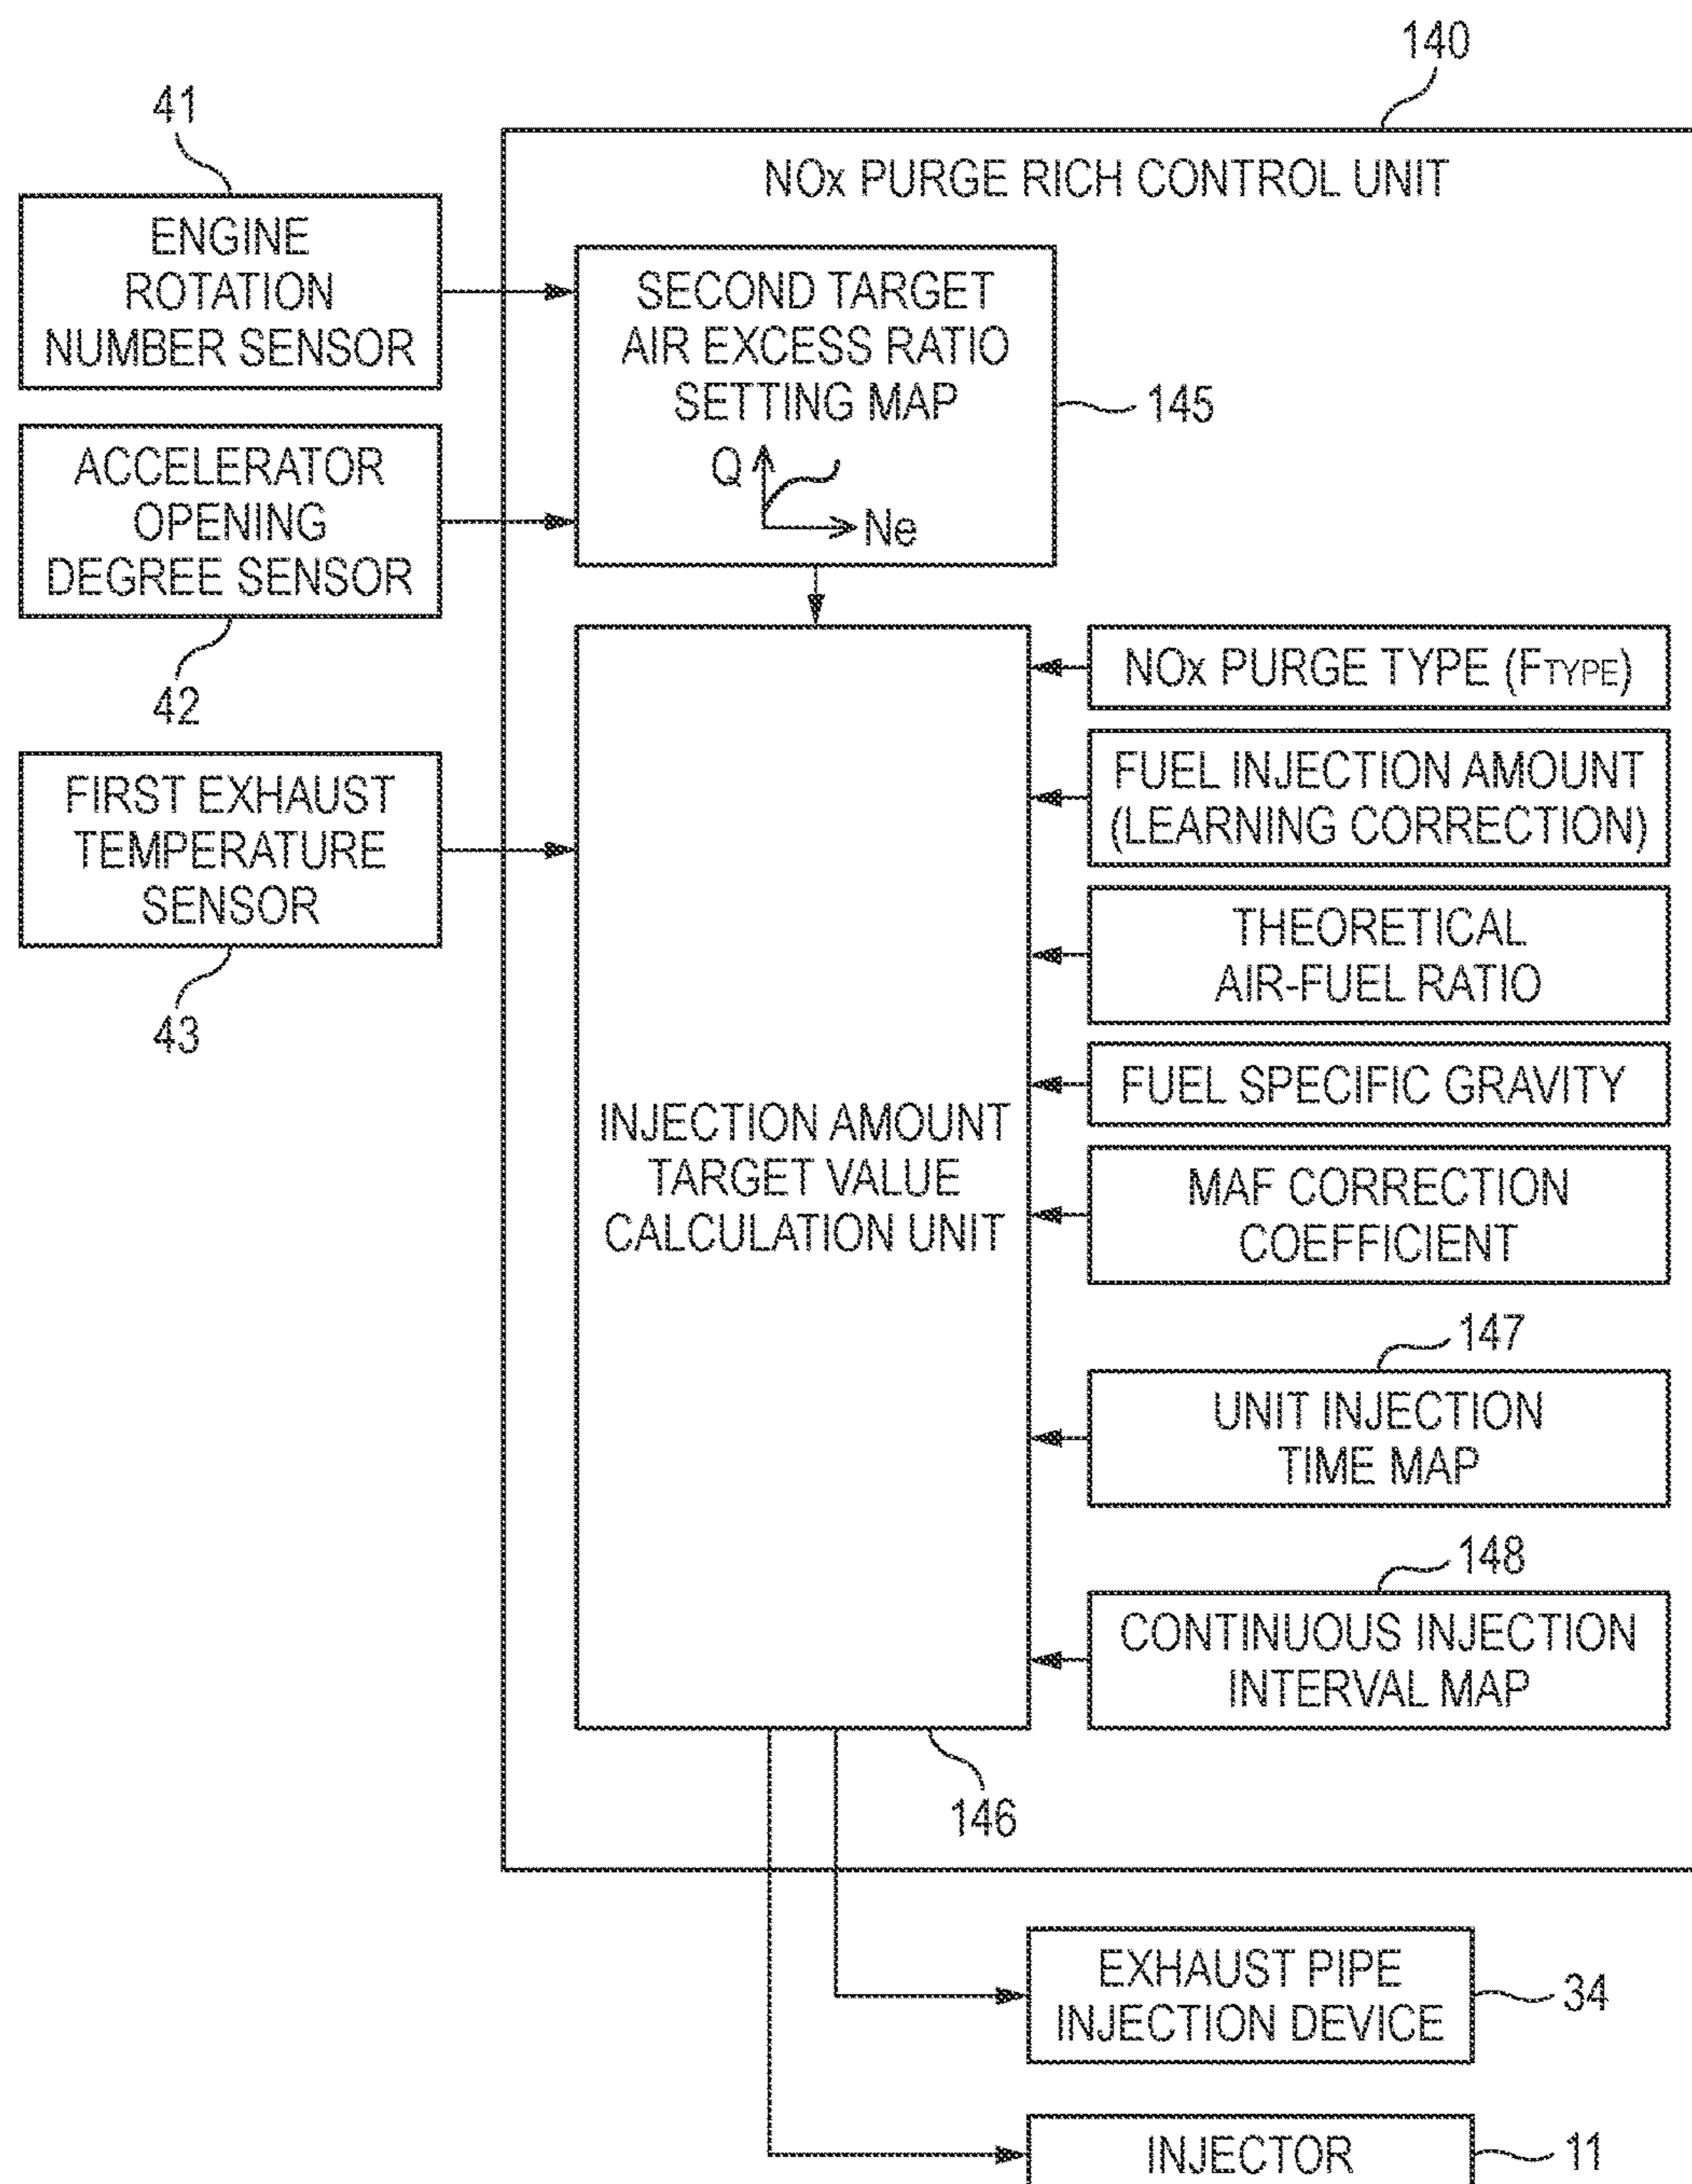 140
41
NOx PURGE RICH CONTROL UNIT
ENGINE
ROTATION
NUMBER SENSOR
SECOND TARGET
AIR EXCESS RATIO
SETTING MAP
Q
Ne
145
ACCELERATOR
OPENING
DEGREE SENSOR
42
NOx PURGE TYPE (FTYPE)
FIRST EXHAUST
TEMPERATURE
SENSOR
43
FUEL INJECTION AMOUNT
(LEARNING CORRECTION)
THEORETICAL
AIR-FUEL RATIO
FUEL SPECIFIC GRAVITY
INJECTION AMOUNT
TARGET VALUE
CALCULATION UNIT
MAF CORRECTION
COEFFICIENT
147
UNIT INJECTION
TIME MAP
148
CONTINUOUS INJECTION
INTERVAL MAP
146
EXHAUST PIPE
INJECTION DEVICE
34
INJECTOR
11